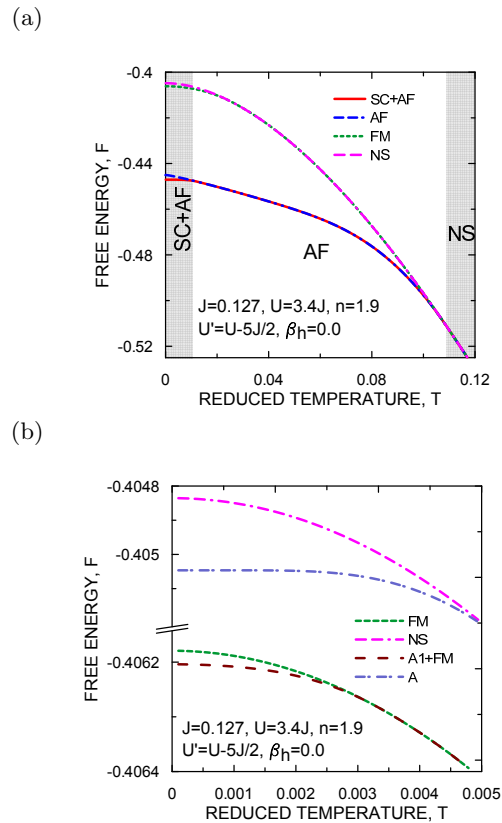 (a)
-0.4
-0.44
-0.48
-0.52
FREE ENERGY, F
SC+AF
AF
FM
NS
SC+AF
AF
NS
J=0.127, U=3.4J, n=1.9
U'=U-5J/2, βh=0.0
0
0.04
0.08
0.12
REDUCED TEMPERATURE, T
(b)
-0.4048
-0.405
-0.4062
-0.4064
FREE ENERGY, F
FM
NS
A1+FM
A
J=0.127, U=3.4J, n=1.9
U'=U-5J/2, βh=0.0
0
0.001
0.002
0.003
0.004
0.005
REDUCED TEMPERATURE, T